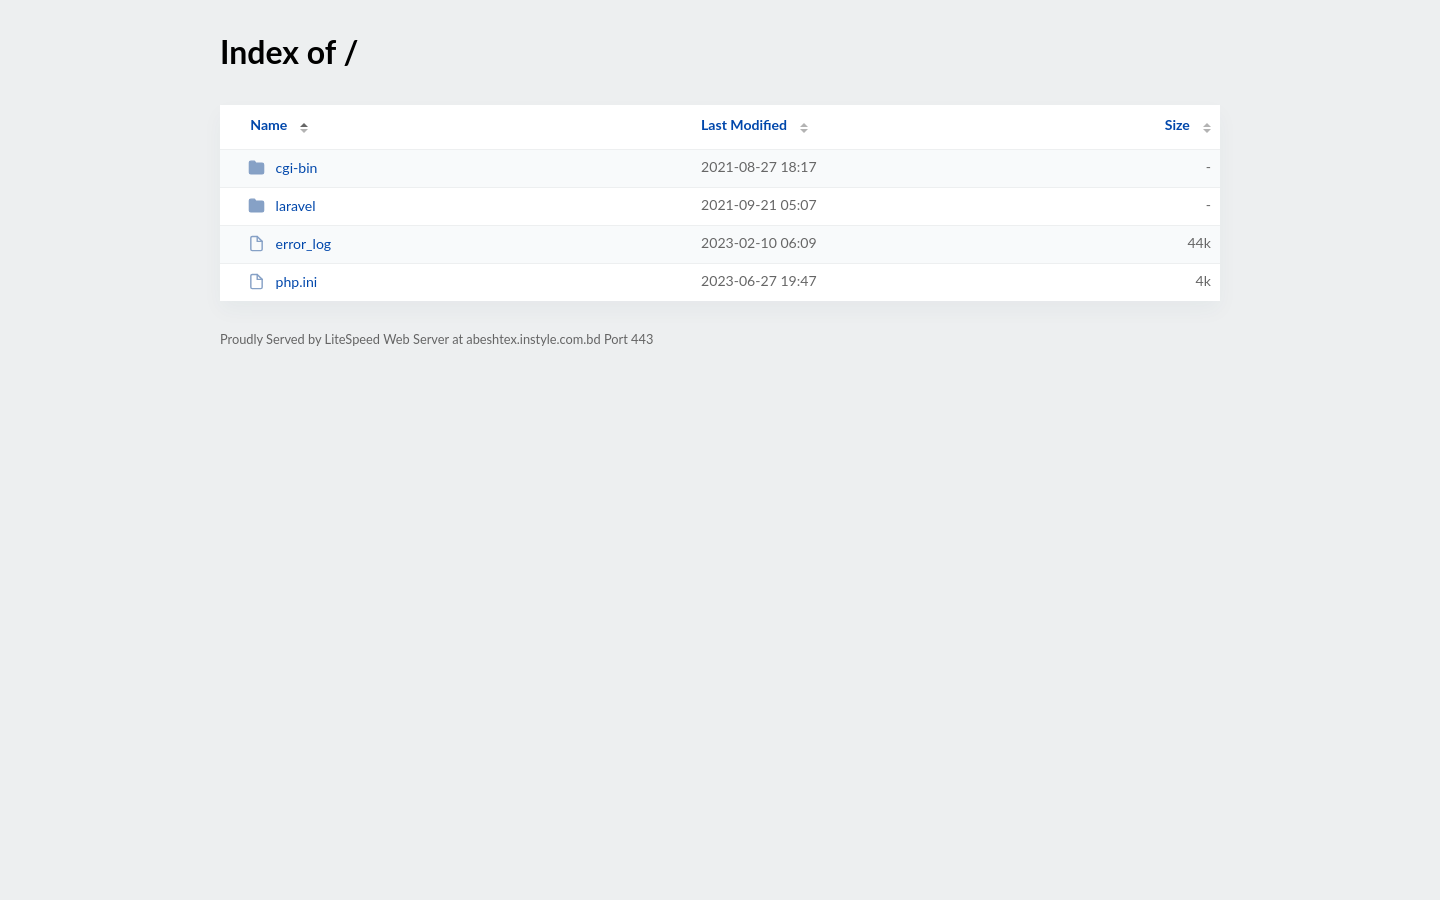 Index of /
Name Last Modified Size
cgi-bin 2021-08-27 18:17 -
laravel 2021-09-21 05:07 -
error_log 2023-02-10 06:09 44k
php.ini 2023-06-27 19:47 4k
Proudly Served by LiteSpeed Web Server at abeshtex.instyle.com.bd Port 443